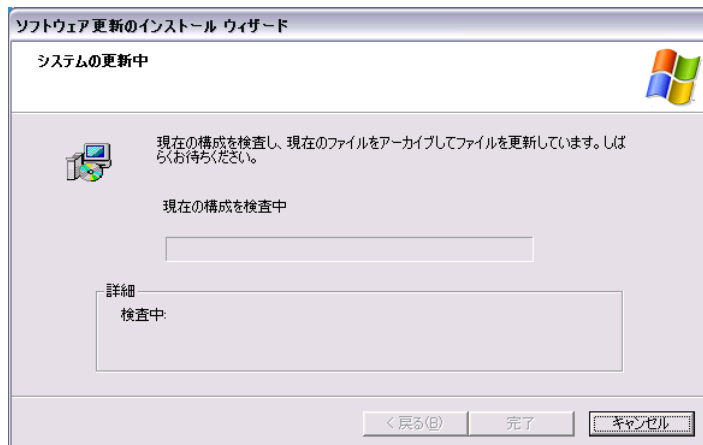 ソフトウェア更新のインストール ウィザード
システムの更新中
現在の構成を検査し、現在のファイルをアーカイブしてファイルを更新しています。しば
らくお待ちください。
現在の構成を検査中
詳細
検査中:
< 戻る(B)
完了
キャンセル